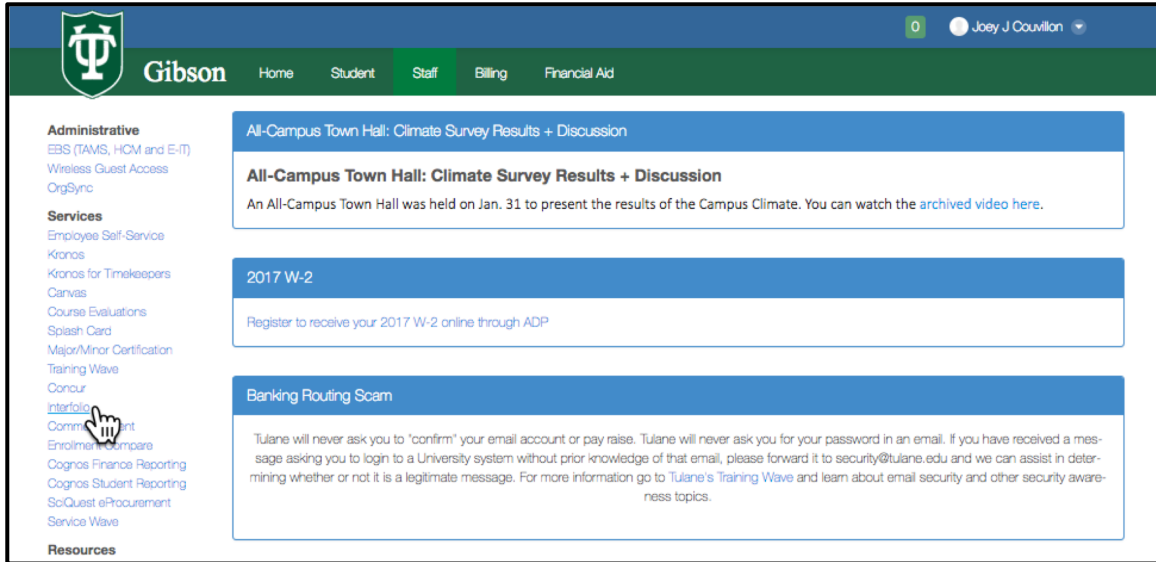 0 Joey J Couvillon
Gibson Home Student Staff Billing Financial Aid
Administrative
EBS (TAMS, HCM and E-IT)
Wireless Guest Access
OrgSync
Services
Employee Self-Service
Kronos
Kronos for Timekeepers
Canvas
Course Evaluations
Splash Card
Major/Minor Certification
Training Wave
Concur
Interfolio
Enrollment Compare
Cognos Finance Reporting
Cognos Student Reporting
SciQuest eProcurement
Service Wave
Resources
All-Campus Town Hall: Climate Survey Results + Discussion
All-Campus Town Hall: Climate Survey Results + Discussion
An All-Campus Town Hall was held on Jan. 31 to present the results of the Campus Climate. You can watch the archived video here.
2017 W-2
Register to receive your 2017 W-2 online through ADP
Banking Routing Scam
Tulane will never ask you to "confirm" your email account or pay raise. Tulane will never ask you for your password in an email. If you have received a mes-
sage asking you to login to a University system without prior knowledge of that email, please forward it to security@tulane.edu and we can assist in deter-
mining whether or not it is a legitimate message. For more information go to Tulane's Training Wave and learn about email security and other security aware-
ness topics.